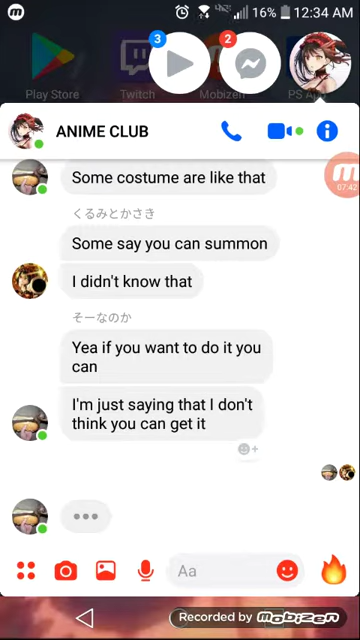 16% 12:34 AM
3
2
Play Store
Twitch
Mobizen
PS A
ANIME CLUB
07:42
Some costume are like that
くるみとかさき
Some say you can summon
I didn't know that
そーなのか
Yea if you want to do it you
can
I'm just saying that I don't
think you can get it
Aa
Recorded by Mobizen